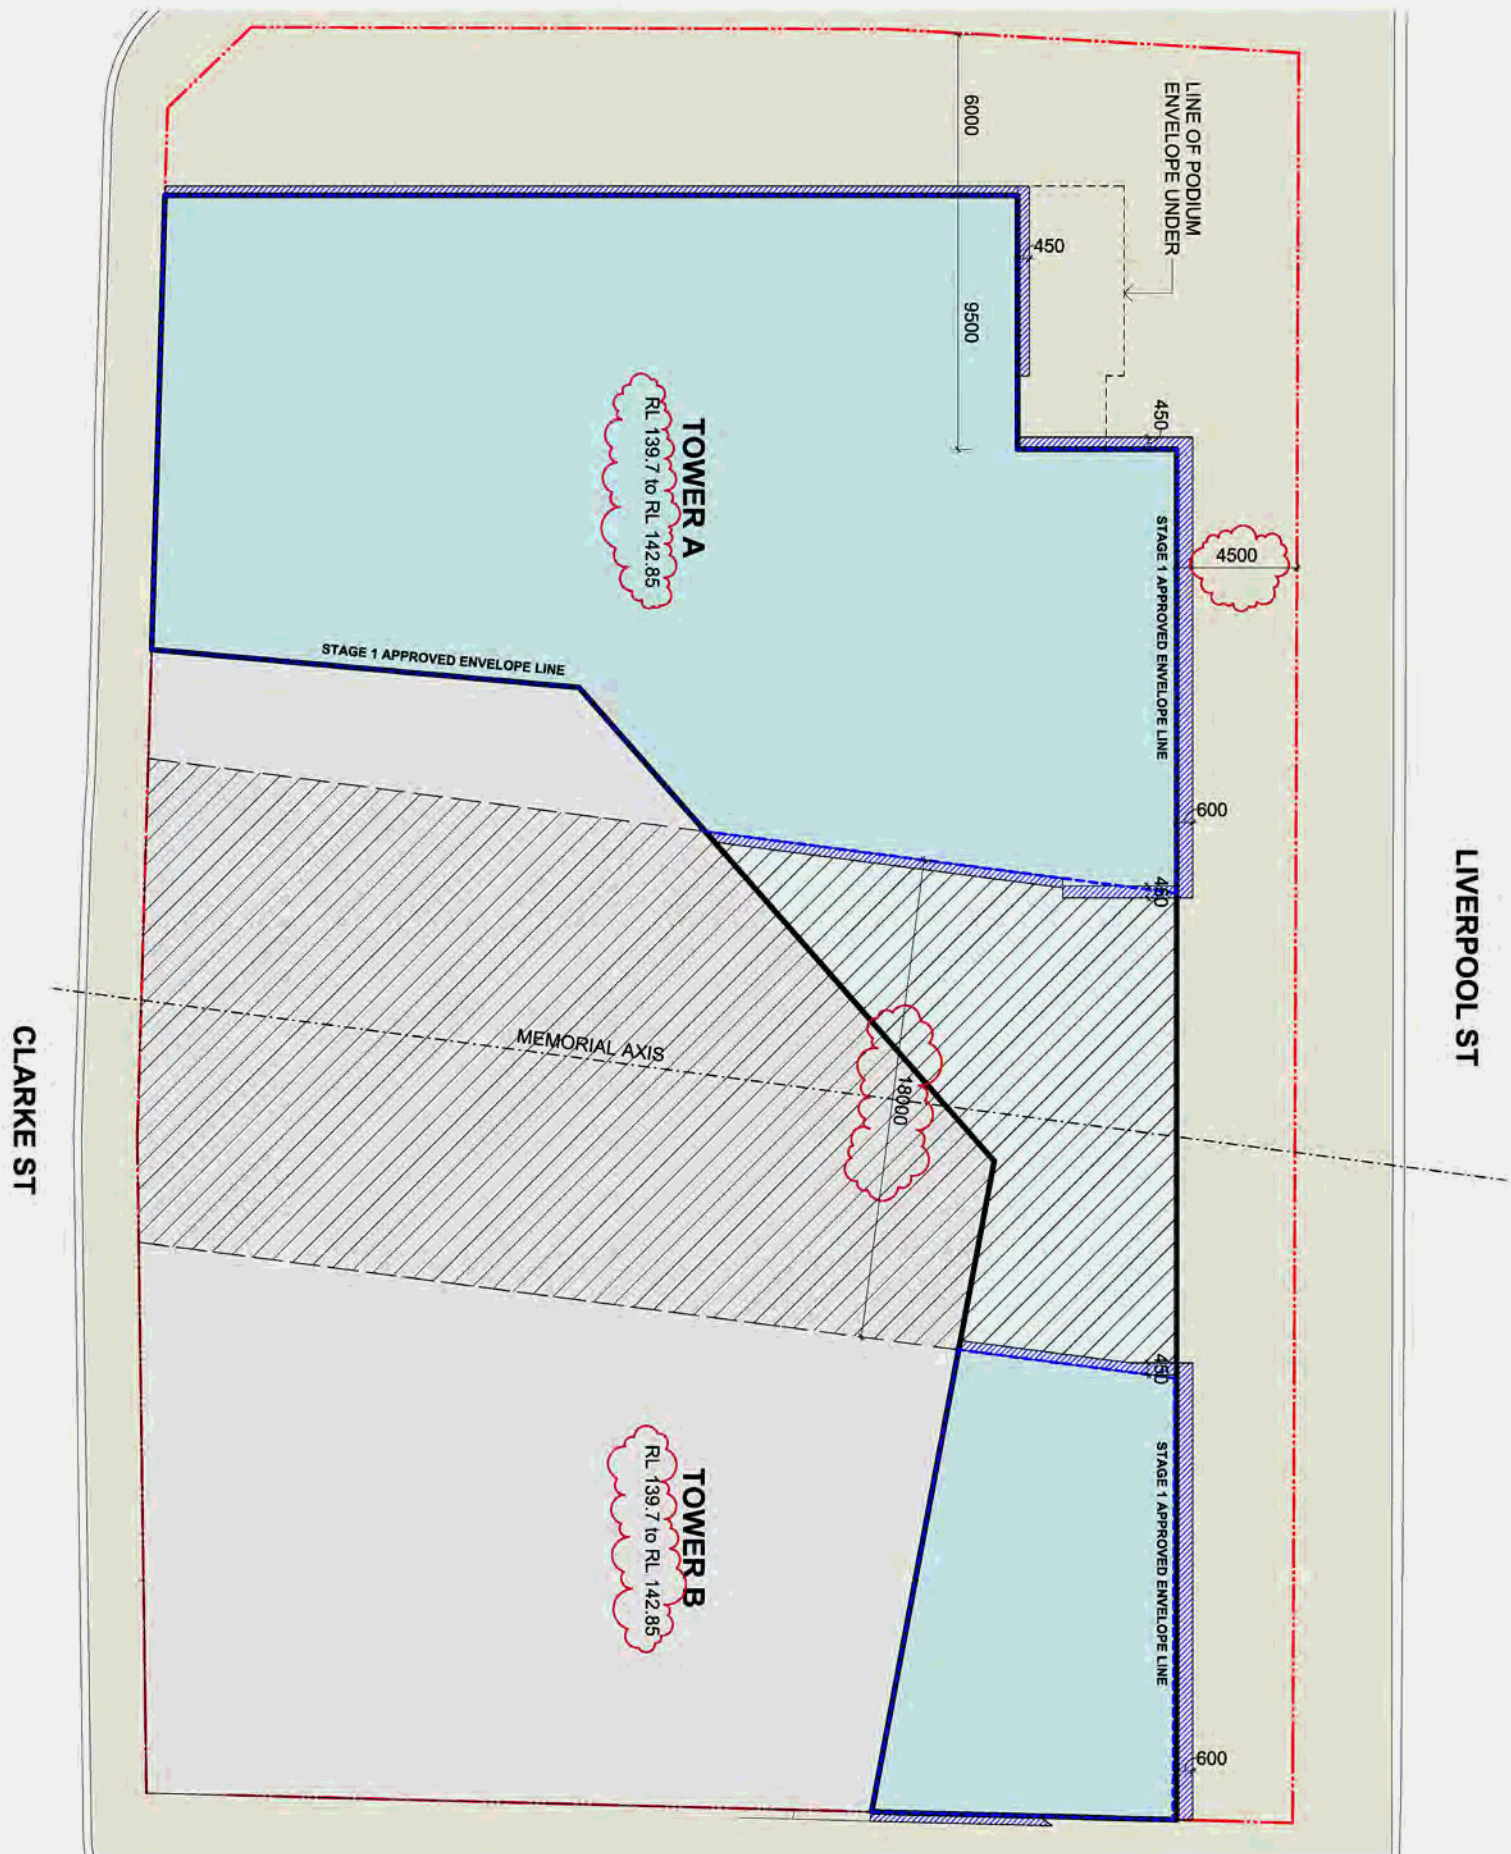 LINE OF PODIUM
ENVELOPE UNDER
6000
450
9500
450
TOWER A
RL 139.7 to RL 142.85
STAGE 1 APPROVED ENVELOPE LINE
4500
STAGE 1 APPROVED ENVELOPE LINE
600
450
LIVERPOOL ST
CLARKE ST
MEMORIAL AXIS
18000
450
TOWER B
RL 139.7 to RL 142.85
STAGE 1 APPROVED ENVELOPE LINE
600